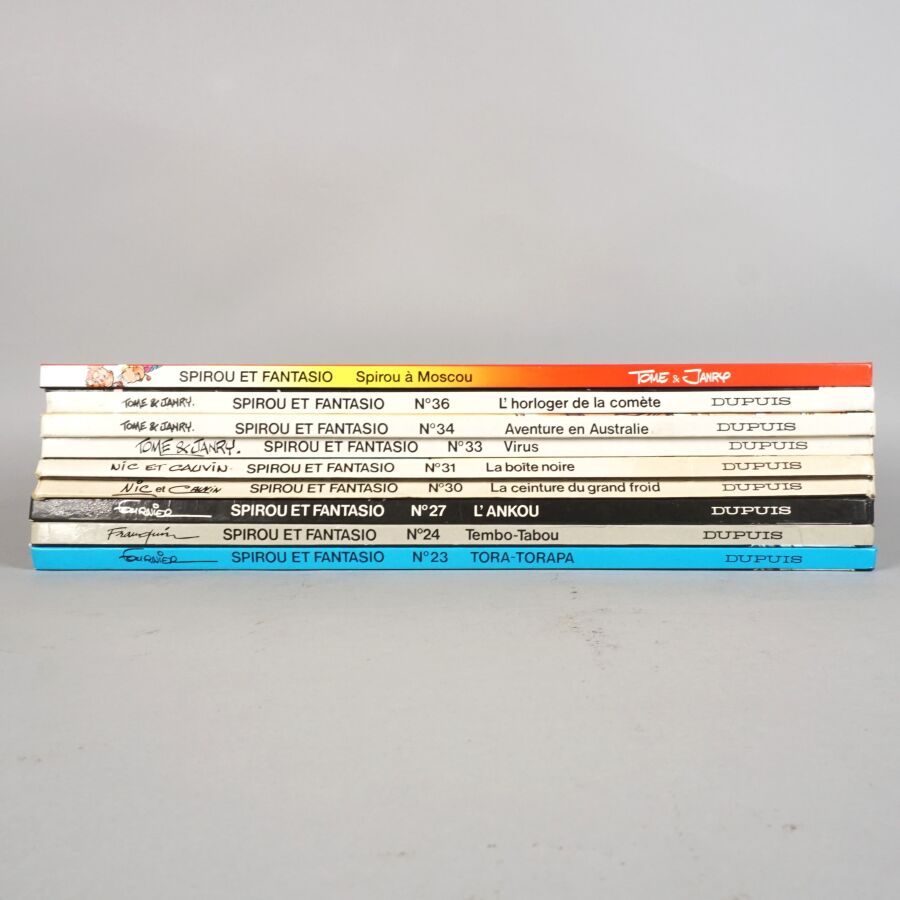 SPIROU ET FANTASIO Spirou à Moscou TOME & JANRY
TOME & JANRY. SPIROU ET FANTASIO N°36 L'horloger de la comète DUPUIS
TOME & JANRY. SPIROU ET FANTASIO N°34 Aventure en Australie DUPUIS
TOME & JANRY. SPIROU ET FANTASIO N°33 Virus DUPUIS
NIC ET CAUVIN SPIROU ET FANTASIO N°31 La boîte noire DUPUIS
Nic et Cauvin SPIROU ET FANTASIO N°30 La ceinture du grand froid DUPUIS
FOURNIER SPIROU ET FANTASIO N°27 L'ANKOU DUPUIS
Franquin SPIROU ET FANTASIO N°24 Tembo-Tabou DUPUIS
FOURNIER SPIROU ET FANTASIO N°23 TORA-TORAPA DUPUIS